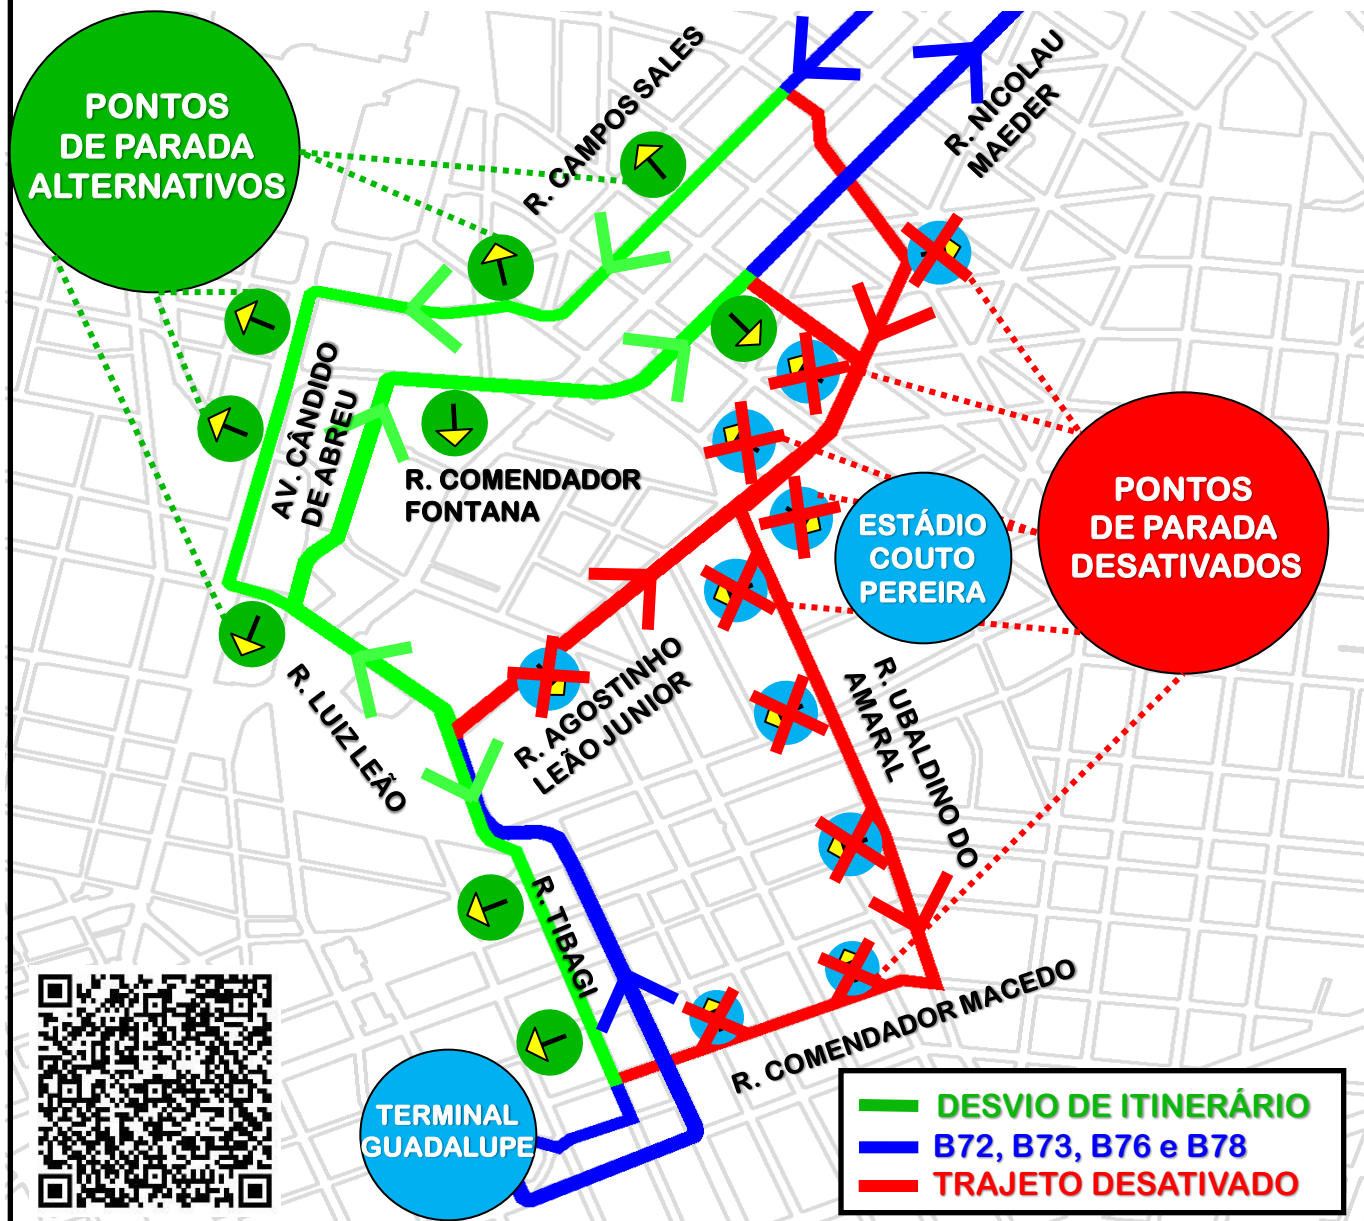 PONTOS
DE PARADA
ALTERNATIVOS
R. CAMPOS SALES
R. NICOLAU
MAEDER
AV. CÂNDIDO
DE ABREU
R. COMENDADOR
FONTANA
ESTÁDIO
COUTO
PEREIRA
PONTOS
DE PARADA
DESATIVADOS
R. LUIZ LEÃO
R. AGOSTINHO
LEÃO JUNIOR
R. UBALDINO DO
AMARAL
R. TIBAGI
R. COMENDADOR MACEDO
TERMINAL
GUADALUPE
DESVIO DE ITINERÁRIO
B72, B73, B76 e B78
TRAJETO DESATIVADO